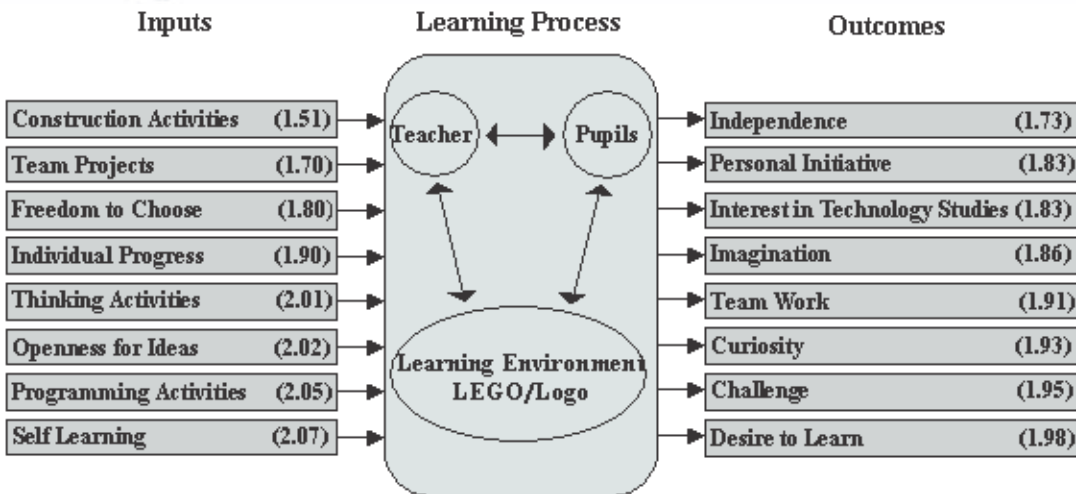 Inputs
Learning Process
Outcomes
Construction Activities (1.51)
Team Projects (1.70)
Freedom to Choose (1.80)
Individual Progress (1.90)
Thinking Activities (2.01)
Openness for Ideas (2.02)
Programming Activities (2.05)
Self Learning (2.07)
Teacher
Pupils
Learning Environment
LEGO/Logo
Independence (1.73)
Personal Initiative (1.83)
Interest in Technology Studies (1.83)
Imagination (1.86)
Team Work (1.91)
Curiosity (1.93)
Challenge (1.95)
Desire to Learn (1.98)